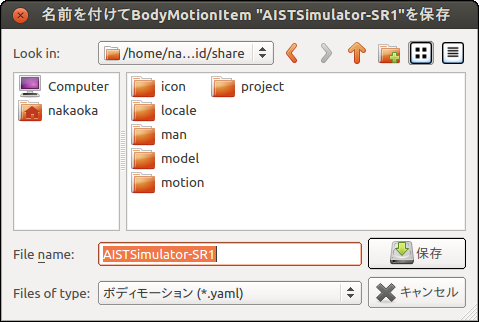 名前を付けてBodyMotionItem "AISTSimulator-SR1"を保存
Look in: /home/na...id/share
Computer
nakaoka
icon
locale
man
model
motion
project
File name: AISTSimulator-SR1
保存
Files of type: ボディモーション (*.yaml)
キャンセル